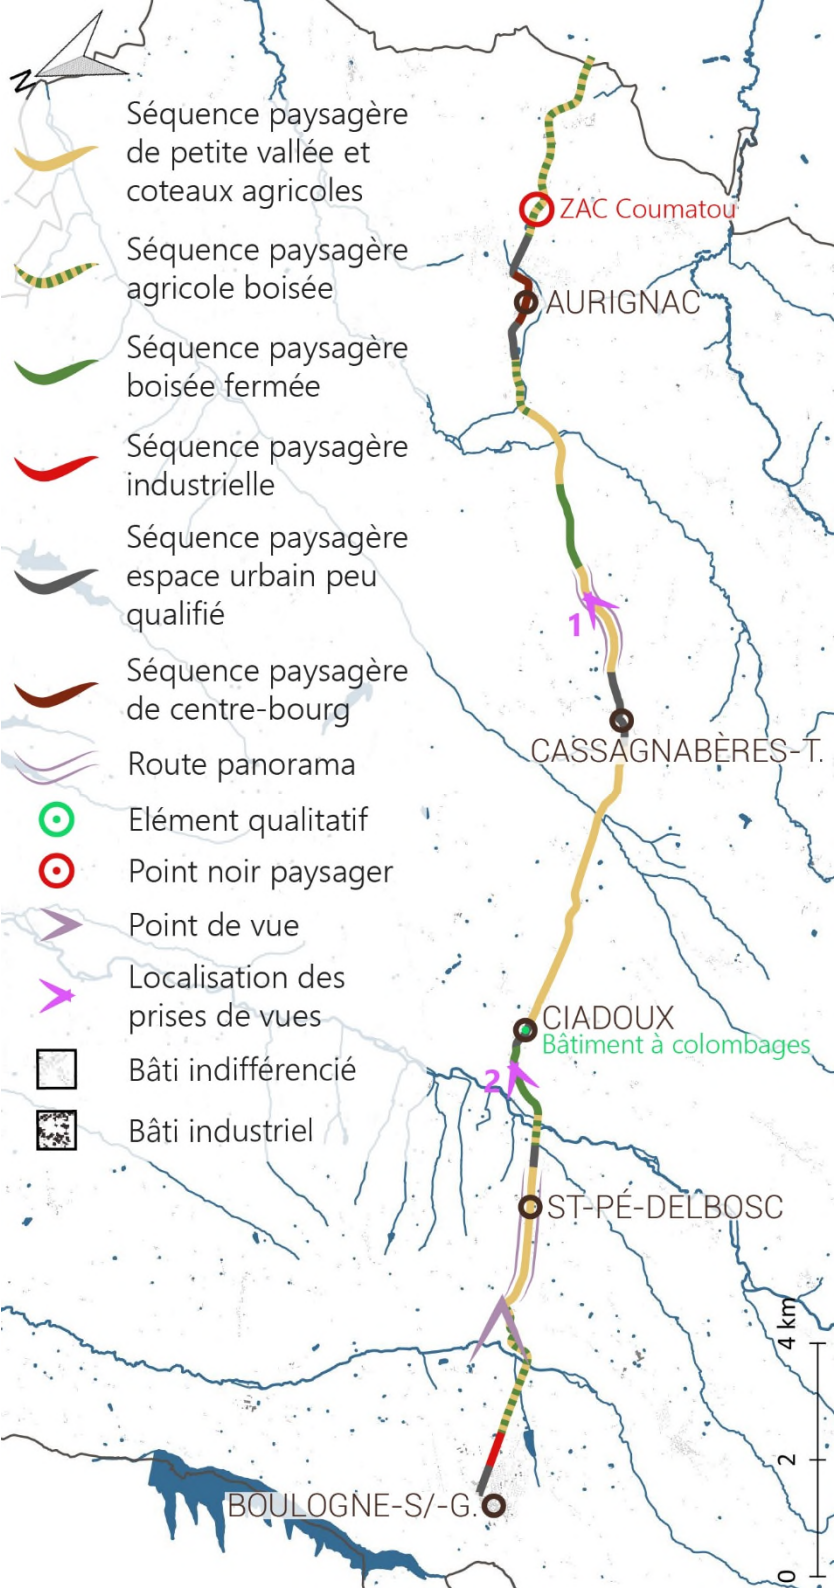 N
Séquence paysagère
de petite vallée et
coteaux agricoles
Séquence paysagère
agricole boisée
Séquence paysagère
boisée fermée
Séquence paysagère
industrielle
Séquence paysagère
espace urbain peu
qualifié
Séquence paysagère
de centre-bourg
Route panorama
Elément qualitatif
Point noir paysager
Point de vue
Localisation des
prises de vues
Bâti indifférencié
Bâti industriel
ZAC Coumatou
AURIGNAC
1
CASSAGNABÈRES-T.
CIADOUX
Bâtiment à colombages
2
ST-PÉ-DELBOSC
BOULOGNE-S/-G.
4 km
2
0